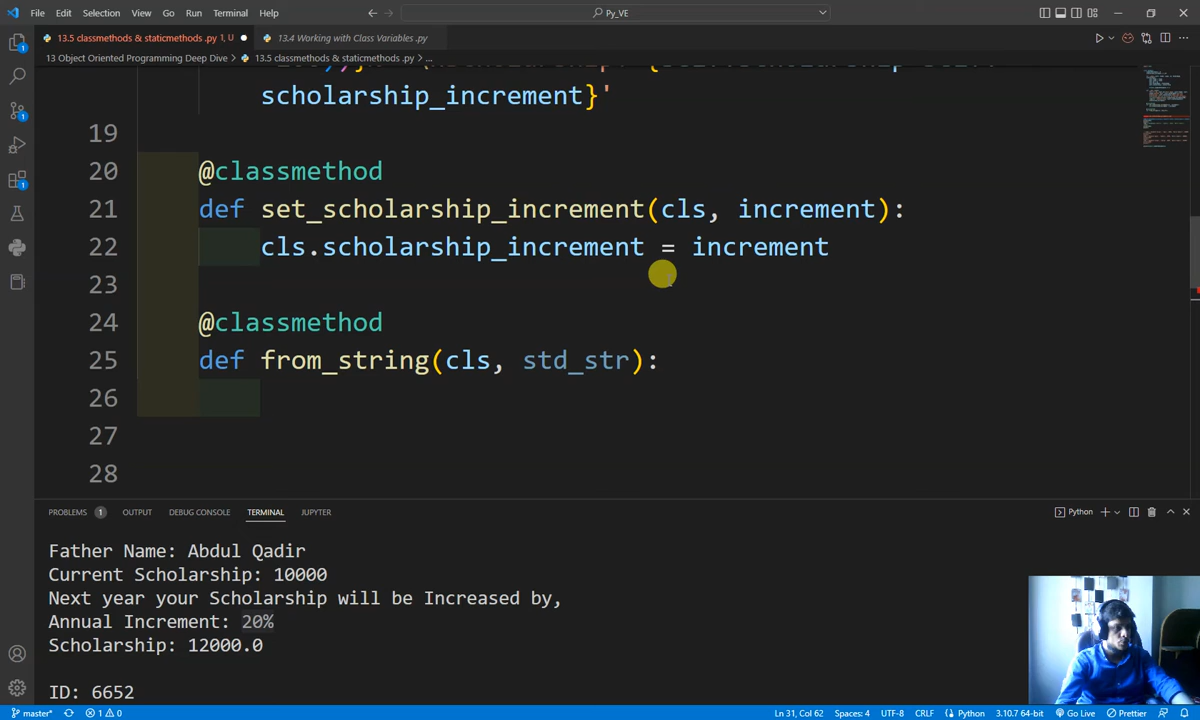 File Edit Selection View Go Run Terminal Help
Py_VE
13.5 classmethods & staticmethods .py 1, U
13.4 Working with Class Variables .py
13 Object Oriented Programming Deep Dive > 13.5 classmethods & staticmethods .py > ...
scholarship_increment}'
19
20 @classmethod
21 def set_scholarship_increment(cls, increment):
22 cls.scholarship_increment = increment
23
24 @classmethod
25 def from_string(cls, std_str):
26
27
28
PROBLEMS 1 OUTPUT DEBUG CONSOLE TERMINAL JUPYTER
Python
Father Name: Abdul Qadir
Current Scholarship: 10000
Next year your Scholarship will be Increased by,
Annual Increment: 20%
Scholarship: 12000.0
ID: 6652
master* 1 0 Ln 31, Col 62 Spaces: 4 UTF-8 CRLF Python 3.10.7 64-bit Go Live Prettier